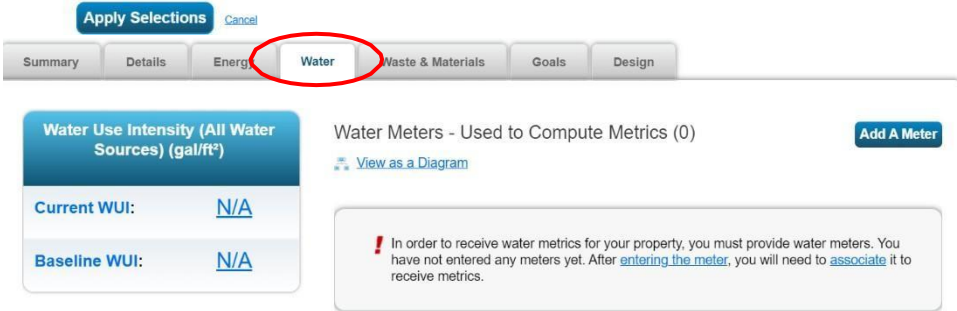 Apply Selections Cancel
Summary Details Energy Water Waste & Materials Goals Design
Water Use Intensity (All Water
Sources) (gal/ft²)
Current WUI: N/A
Baseline WUI: N/A
Water Meters - Used to Compute Metrics (0)
Add A Meter
View as a Diagram
! In order to receive water metrics for your property, you must provide water meters. You
have not entered any meters yet. After entering the meter, you will need to associate it to
receive metrics.